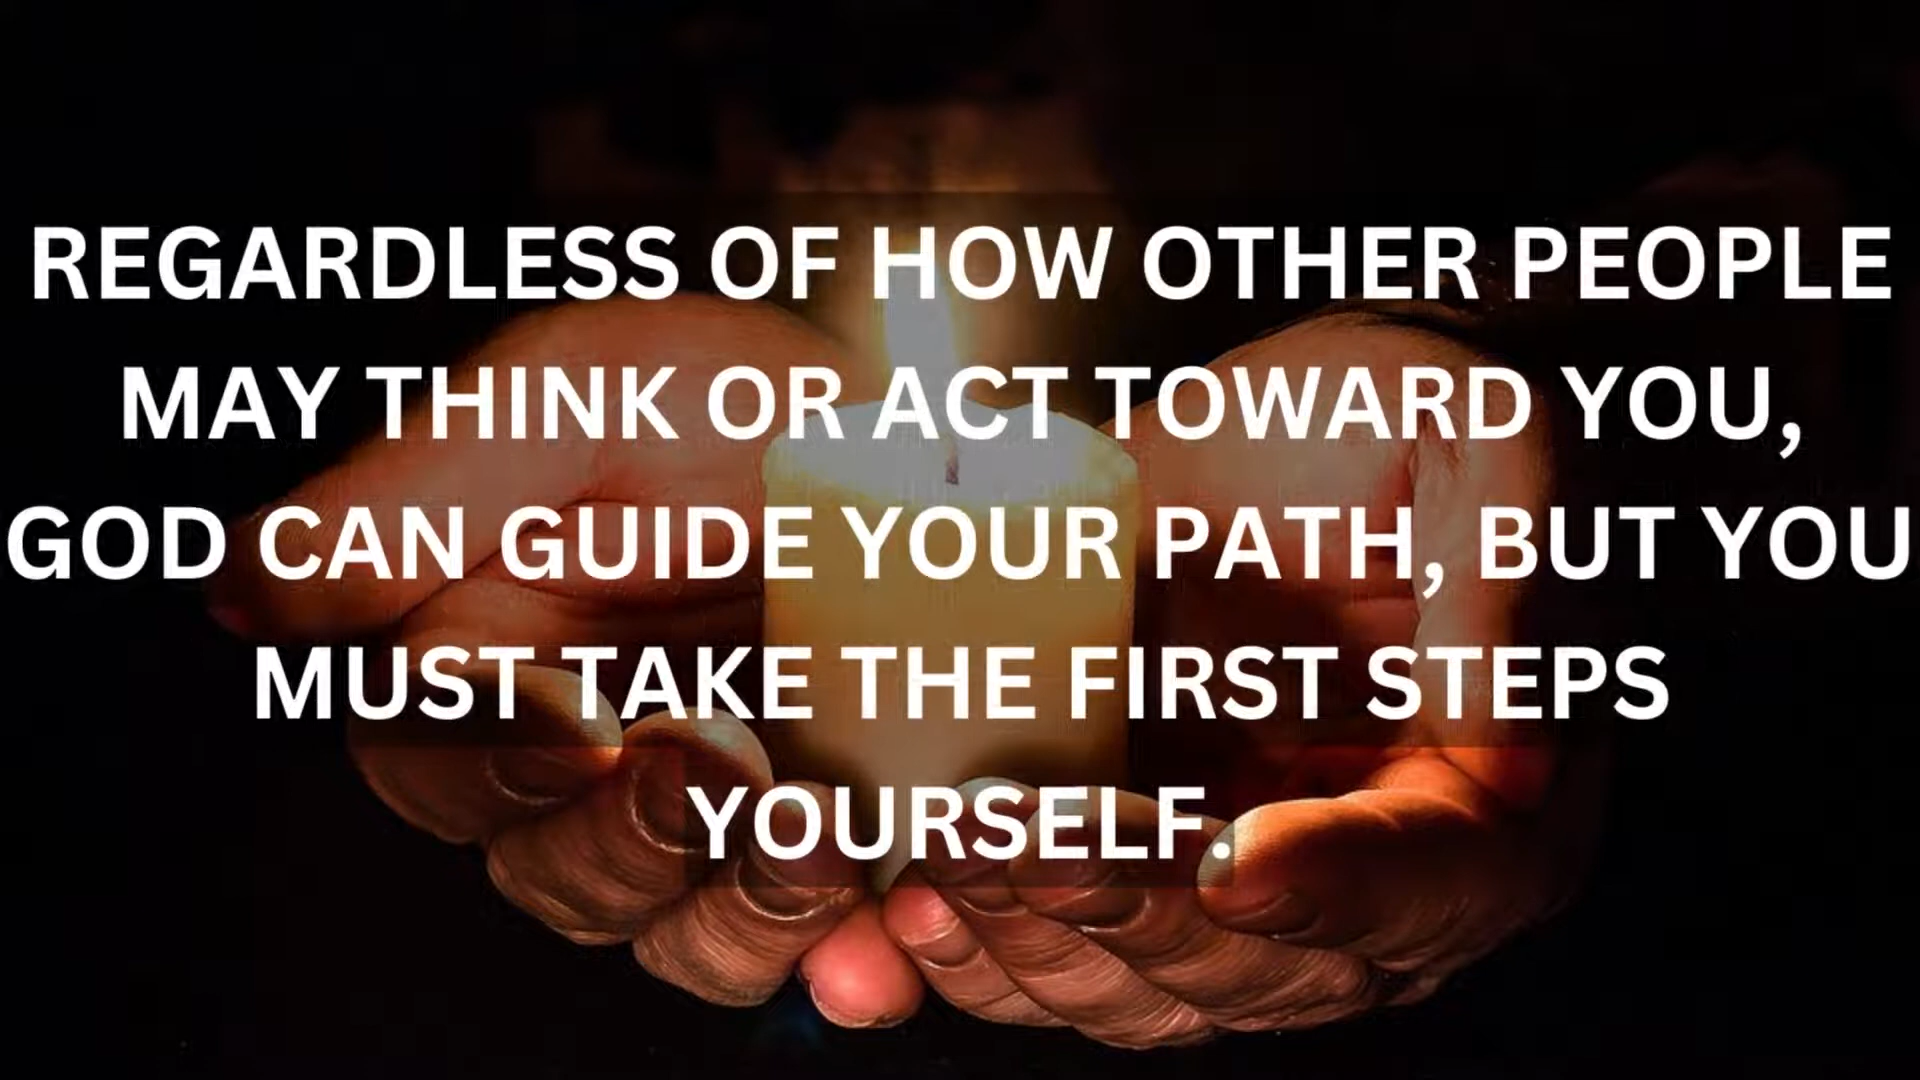 REGARDLESS OF HOW OTHER PEOPLE
MAY THINK OR ACT TOWARD YOU,
GOD CAN GUIDE YOUR PATH, BUT YOU
MUST TAKE THE FIRST STEPS
YOURSELF.